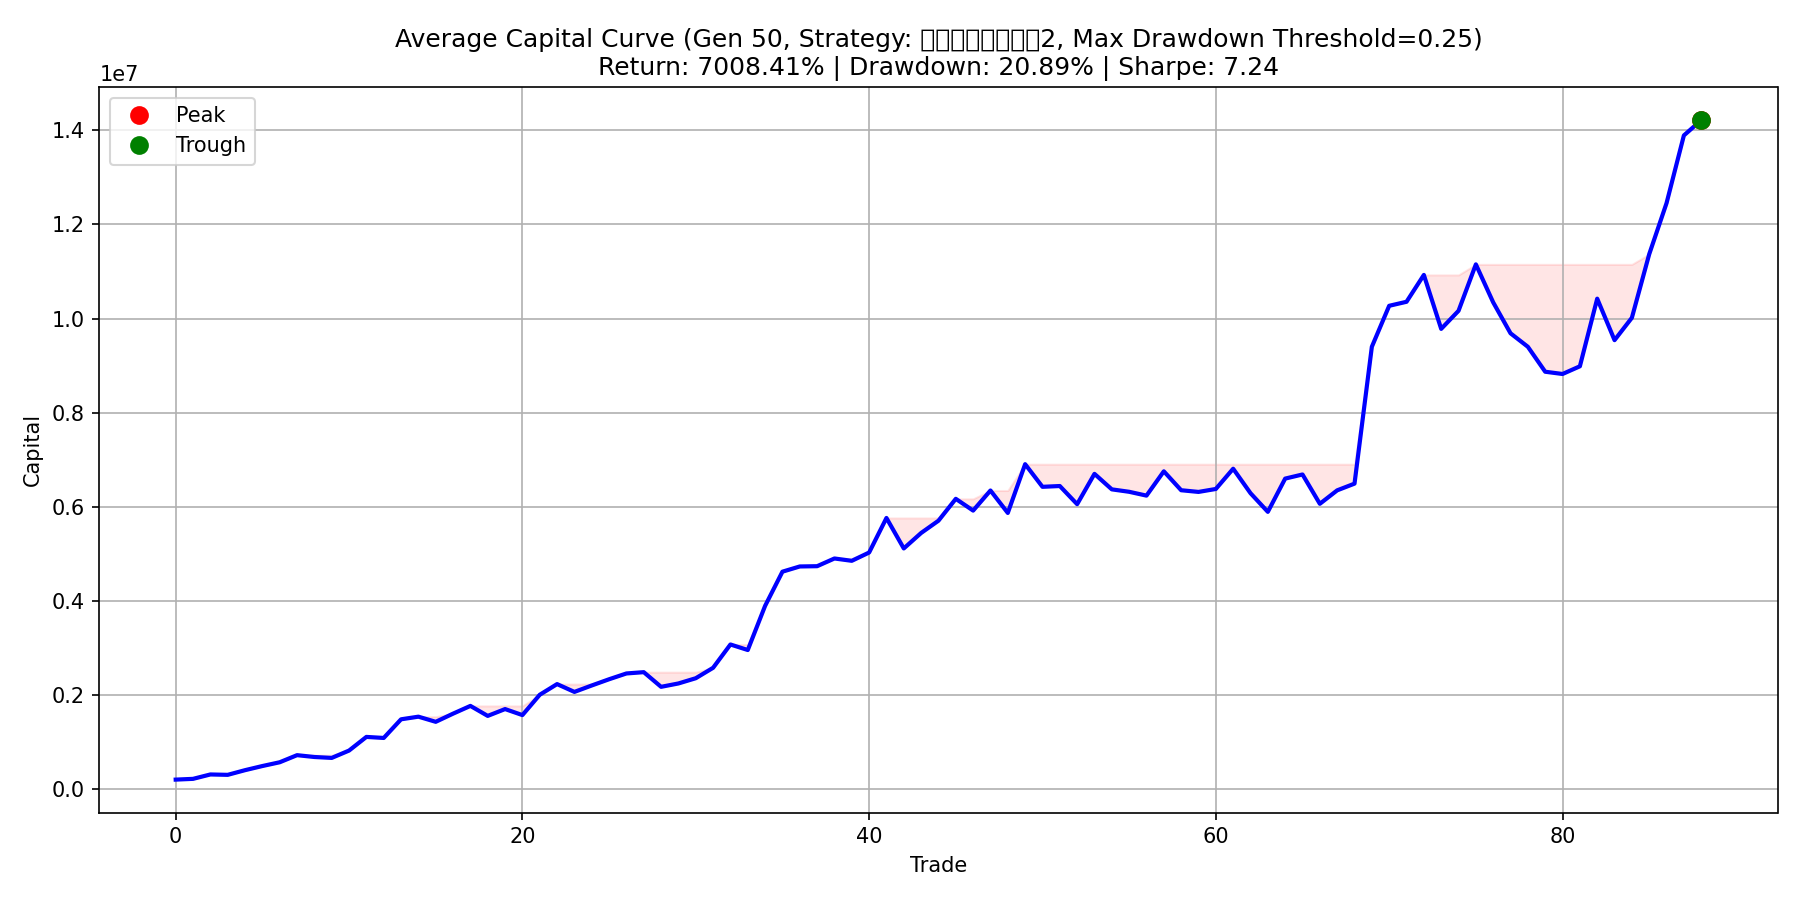 Average Capital Curve (Gen 50, Strategy: 2, Max Drawdown Threshold=0.25)
Return: 7008.41% | Drawdown: 20.89% | Sharpe: 7.24
1e7
Peak
Trough
1.4
1.2
1.0
0.8
0.6
0.4
0.2
0.0
Capital
0 20 40 60 80
Trade